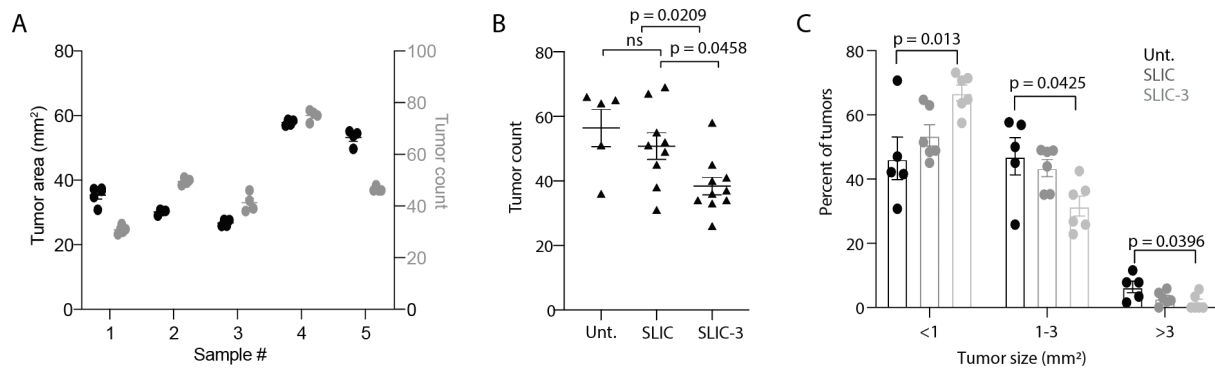 A
80
60
40
20
0
Tumor area (mm²)
100
80
60
40
20
0
Tumor count
1 2 3 4 5
Sample #
B
p = 0.0209
ns
p = 0.0458
80
60
40
20
0
Tumor count
Unt. SLIC SLIC-3
C
p = 0.013
p = 0.0425
p = 0.0396
Unt.
SLIC
SLIC-3
80
60
40
20
0
Percent of tumors
<1 1-3 >3
Tumor size (mm²)